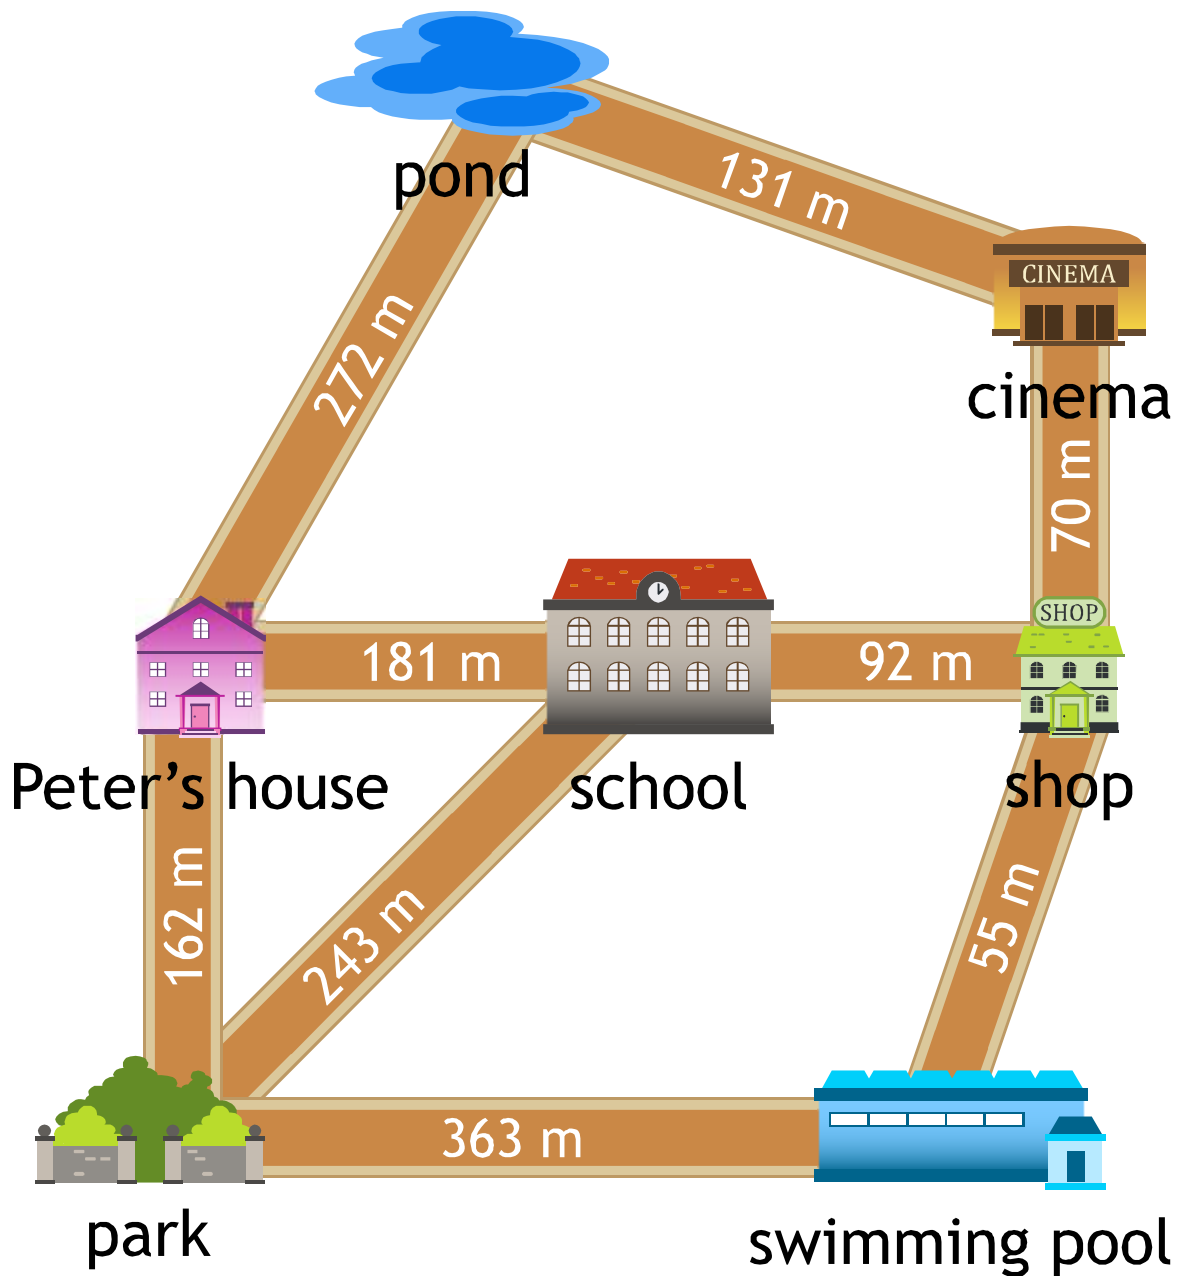 pond
131 m
CINEMA
cinema
272 m
70 m
SHOP
181 m
92 m
Peter’s house
school
shop
162 m
243 m
55 m
363 m
park
swimming pool